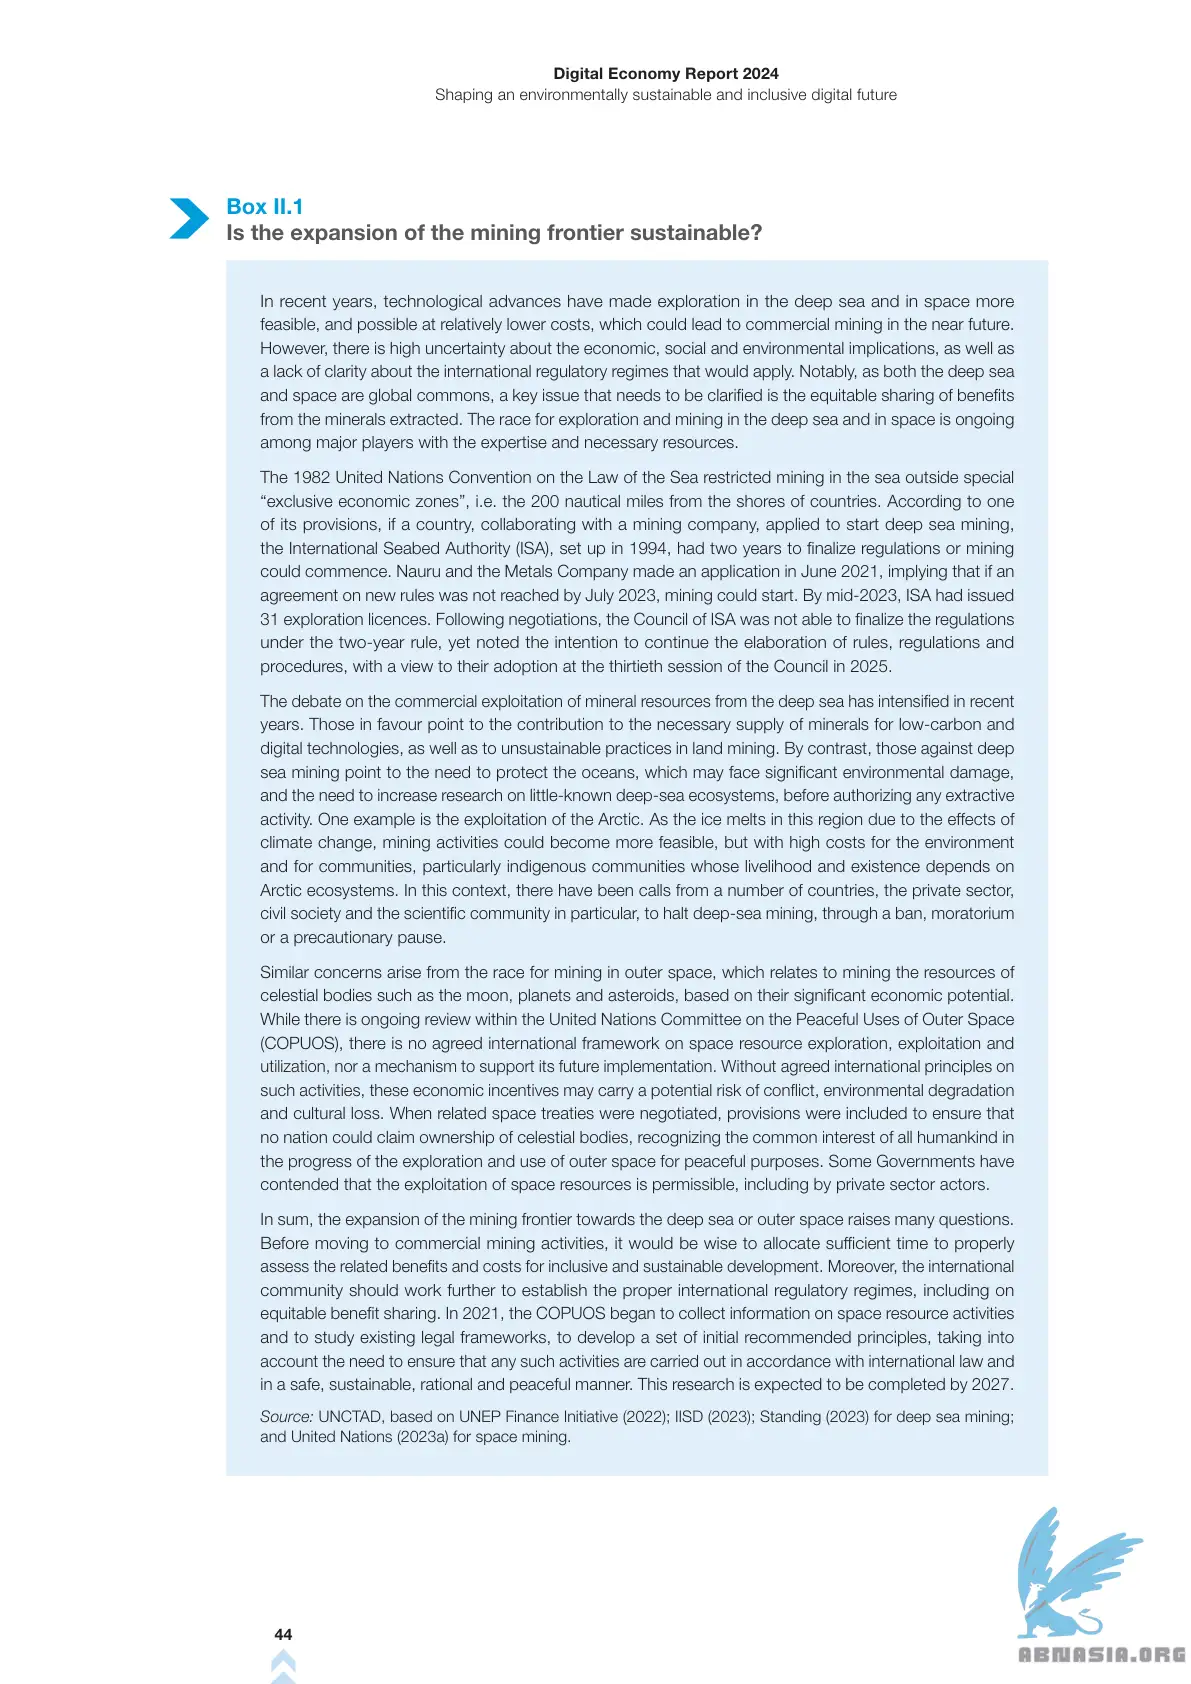 Digital Economy Report 2024
Shaping an environmentally sustainable and inclusive digital future
Box II.1
Is the expansion of the mining frontier sustainable?
In recent years, technological advances have made exploration in the deep sea and in space more
feasible, and possible at relatively lower costs, which could lead to commercial mining in the near future.
However, there is high uncertainty about the economic, social and environmental implications, as well as
a lack of clarity about the international regulatory regimes that would apply. Notably, as both the deep sea
and space are global commons, a key issue that needs to be clarified is the equitable sharing of benefits
from the minerals extracted. The race for exploration and mining in the deep sea and in space is ongoing
among major players with the expertise and necessary resources.
The 1982 United Nations Convention on the Law of the Sea restricted mining in the sea outside special
“exclusive economic zones”, i.e. the 200 nautical miles from the shores of countries. According to one
of its provisions, if a country, collaborating with a mining company, applied to start deep sea mining,
the International Seabed Authority (ISA), set up in 1994, had two years to finalize regulations or mining
could commence. Nauru and the Metals Company made an application in June 2021, implying that if an
agreement on new rules was not reached by July 2023, mining could start. By mid-2023, ISA had issued
31 exploration licences. Following negotiations, the Council of ISA was not able to finalize the regulations
under the two-year rule, yet noted the intention to continue the elaboration of rules, regulations and
procedures, with a view to their adoption at the thirtieth session of the Council in 2025.
The debate on the commercial exploitation of mineral resources from the deep sea has intensified in recent
years. Those in favour point to the contribution to the necessary supply of minerals for low-carbon and
digital technologies, as well as to unsustainable practices in land mining. By contrast, those against deep
sea mining point to the need to protect the oceans, which may face significant environmental damage,
and the need to increase research on little-known deep-sea ecosystems, before authorizing any extractive
activity. One example is the exploitation of the Arctic. As the ice melts in this region due to the effects of
climate change, mining activities could become more feasible, but with high costs for the environment
and for communities, particularly indigenous communities whose livelihood and existence depends on
Arctic ecosystems. In this context, there have been calls from a number of countries, the private sector,
civil society and the scientific community in particular, to halt deep-sea mining, through a ban, moratorium
or a precautionary pause.
Similar concerns arise from the race for mining in outer space, which relates to mining the resources of
celestial bodies such as the moon, planets and asteroids, based on their significant economic potential.
While there is ongoing review within the United Nations Committee on the Peaceful Uses of Outer Space
(COPUOS), there is no agreed international framework on space resource exploration, exploitation and
utilization, nor a mechanism to support its future implementation. Without agreed international principles on
such activities, these economic incentives may carry a potential risk of conflict, environmental degradation
and cultural loss. When related space treaties were negotiated, provisions were included to ensure that
no nation could claim ownership of celestial bodies, recognizing the common interest of all humankind in
the progress of the exploration and use of outer space for peaceful purposes. Some Governments have
contended that the exploitation of space resources is permissible, including by private sector actors.
In sum, the expansion of the mining frontier towards the deep sea or outer space raises many questions.
Before moving to commercial mining activities, it would be wise to allocate sufficient time to properly
assess the related benefits and costs for inclusive and sustainable development. Moreover, the international
community should work further to establish the proper international regulatory regimes, including on
equitable benefit sharing. In 2021, the COPUOS began to collect information on space resource activities
and to study existing legal frameworks, to develop a set of initial recommended principles, taking into
account the need to ensure that any such activities are carried out in accordance with international law and
in a safe, sustainable, rational and peaceful manner. This research is expected to be completed by 2027.
Source: UNCTAD, based on UNEP Finance Initiative (2022); IISD (2023); Standing (2023) for deep sea mining;
and United Nations (2023a) for space mining.
44
ABNASIA.ORG